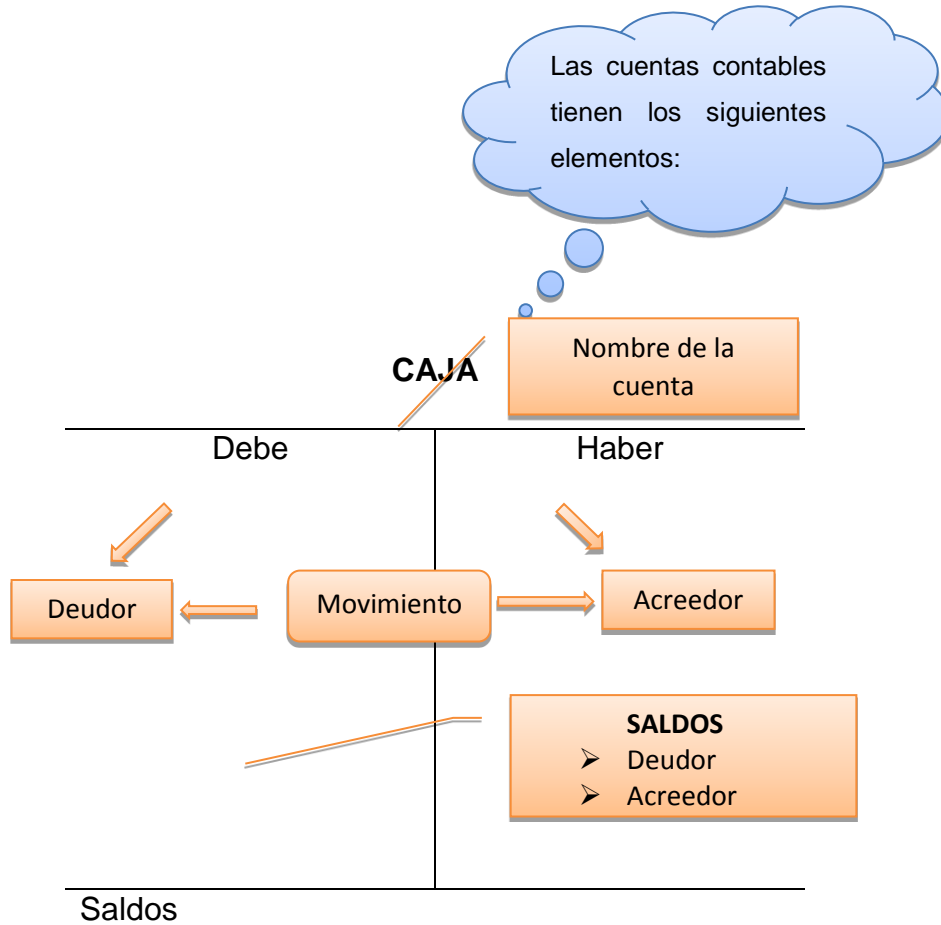 Las cuentas contables
tienen los siguientes
elementos:
CAJA
Nombre de la
cuenta
Debe
Haber
Deudor
Movimiento
Acreedor
SALDOS
➢ Deudor
➢ Acreedor
Saldos